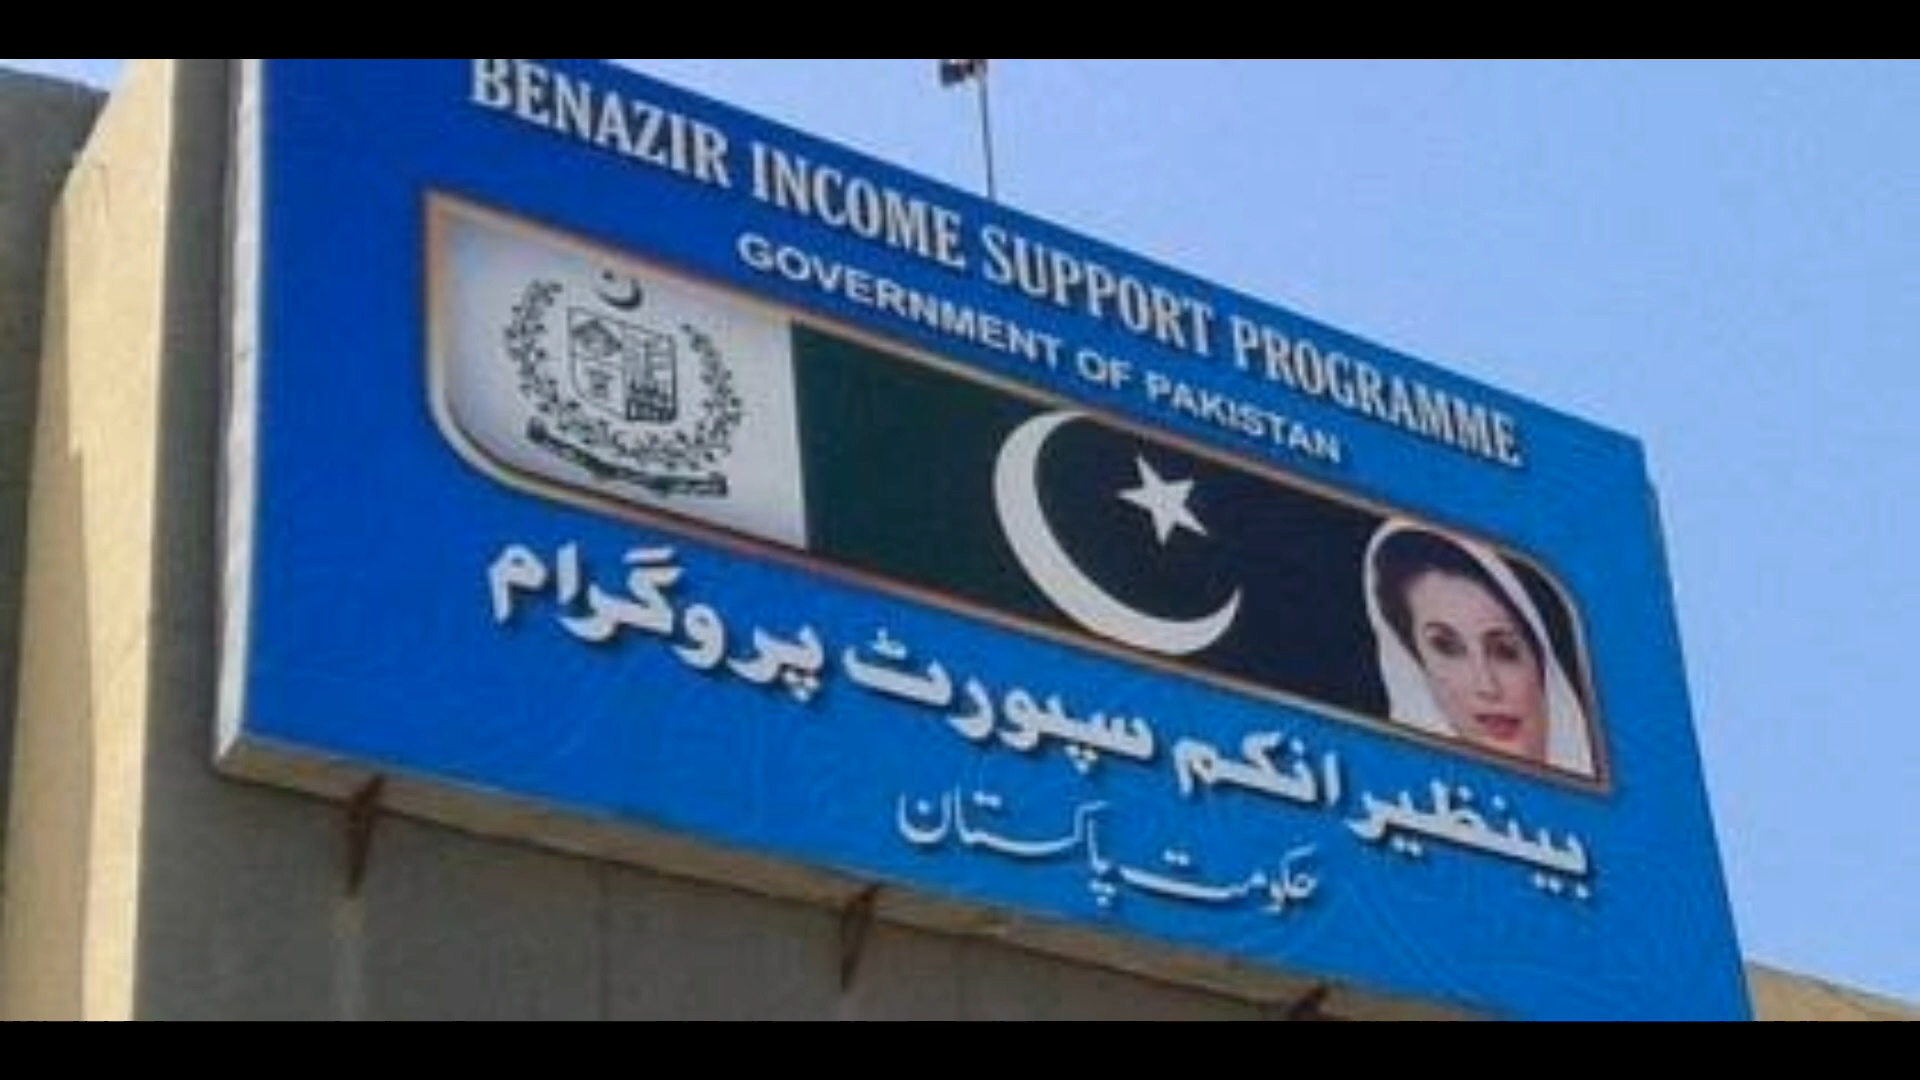 BENAZIR INCOME SUPPORT PROGRAMME
GOVERNMENT OF PAKISTAN
بینظیر انکم سپورٹ پروگرام
حکومت پاکستان